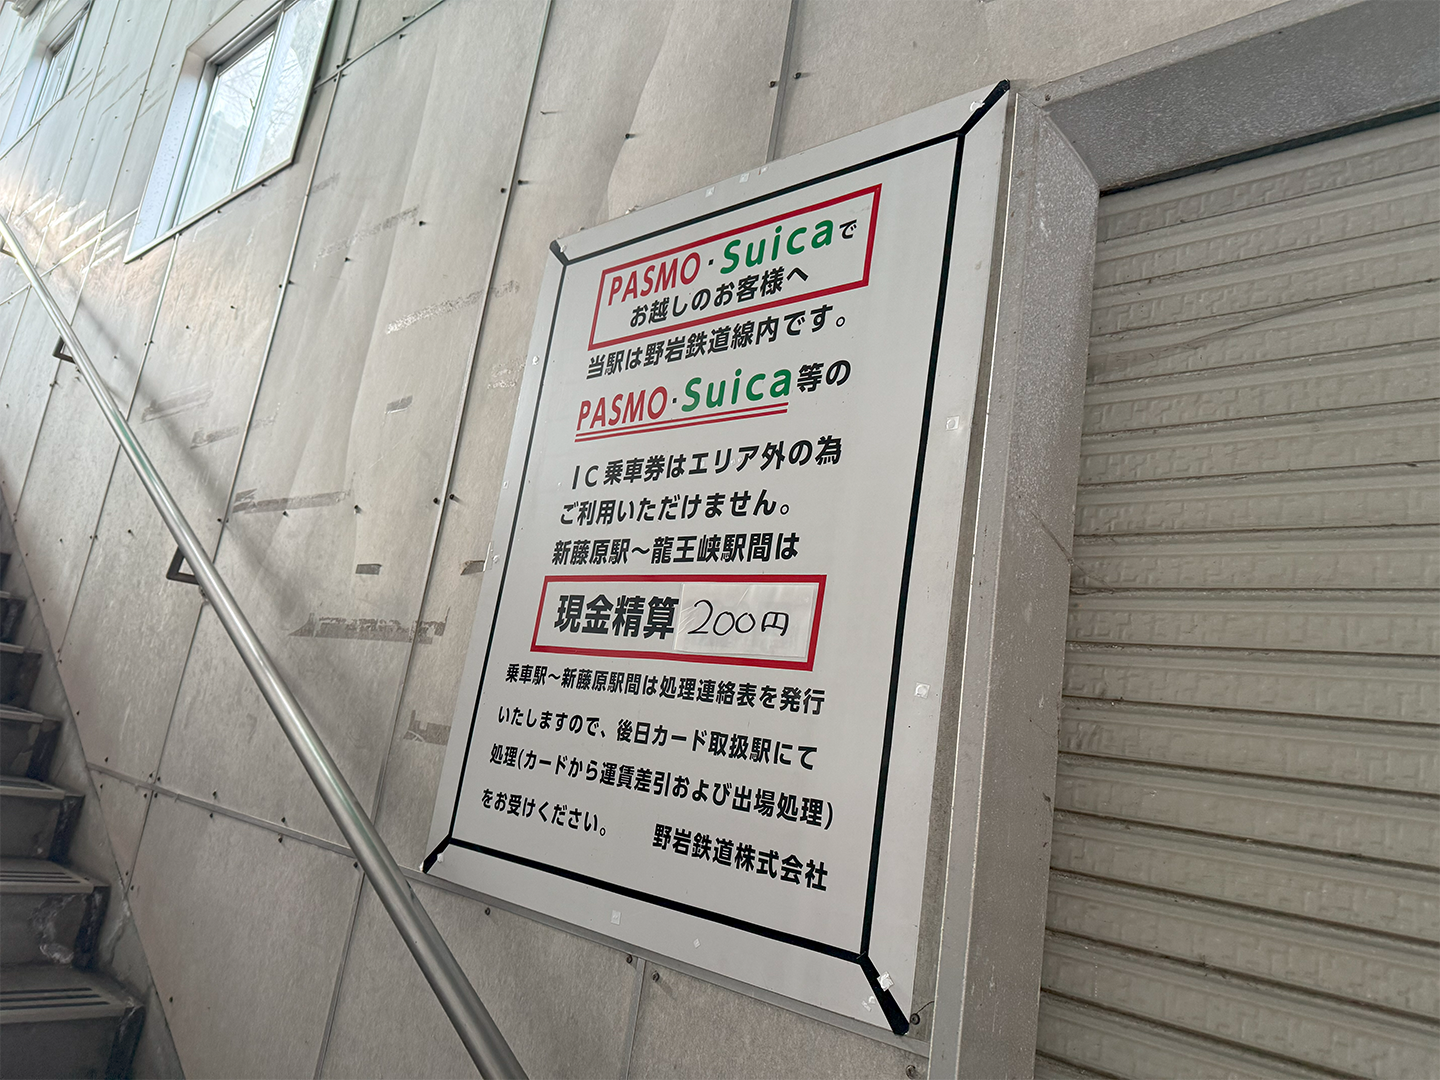 PASMO・Suicaで
お越しのお客様へ
当駅は野岩鉄道線内です。
PASMO・Suica等の
IC乗車券はエリア外の為
ご利用いただけません。
新藤原駅～龍王峡駅間は
現金精算 200円
乗車駅～新藤原駅間は処理連絡表を発行
いたしますので、後日カード取扱駅にて
処理(カードから運賃差引および出場処理)
をお受けください。
野岩鉄道株式会社